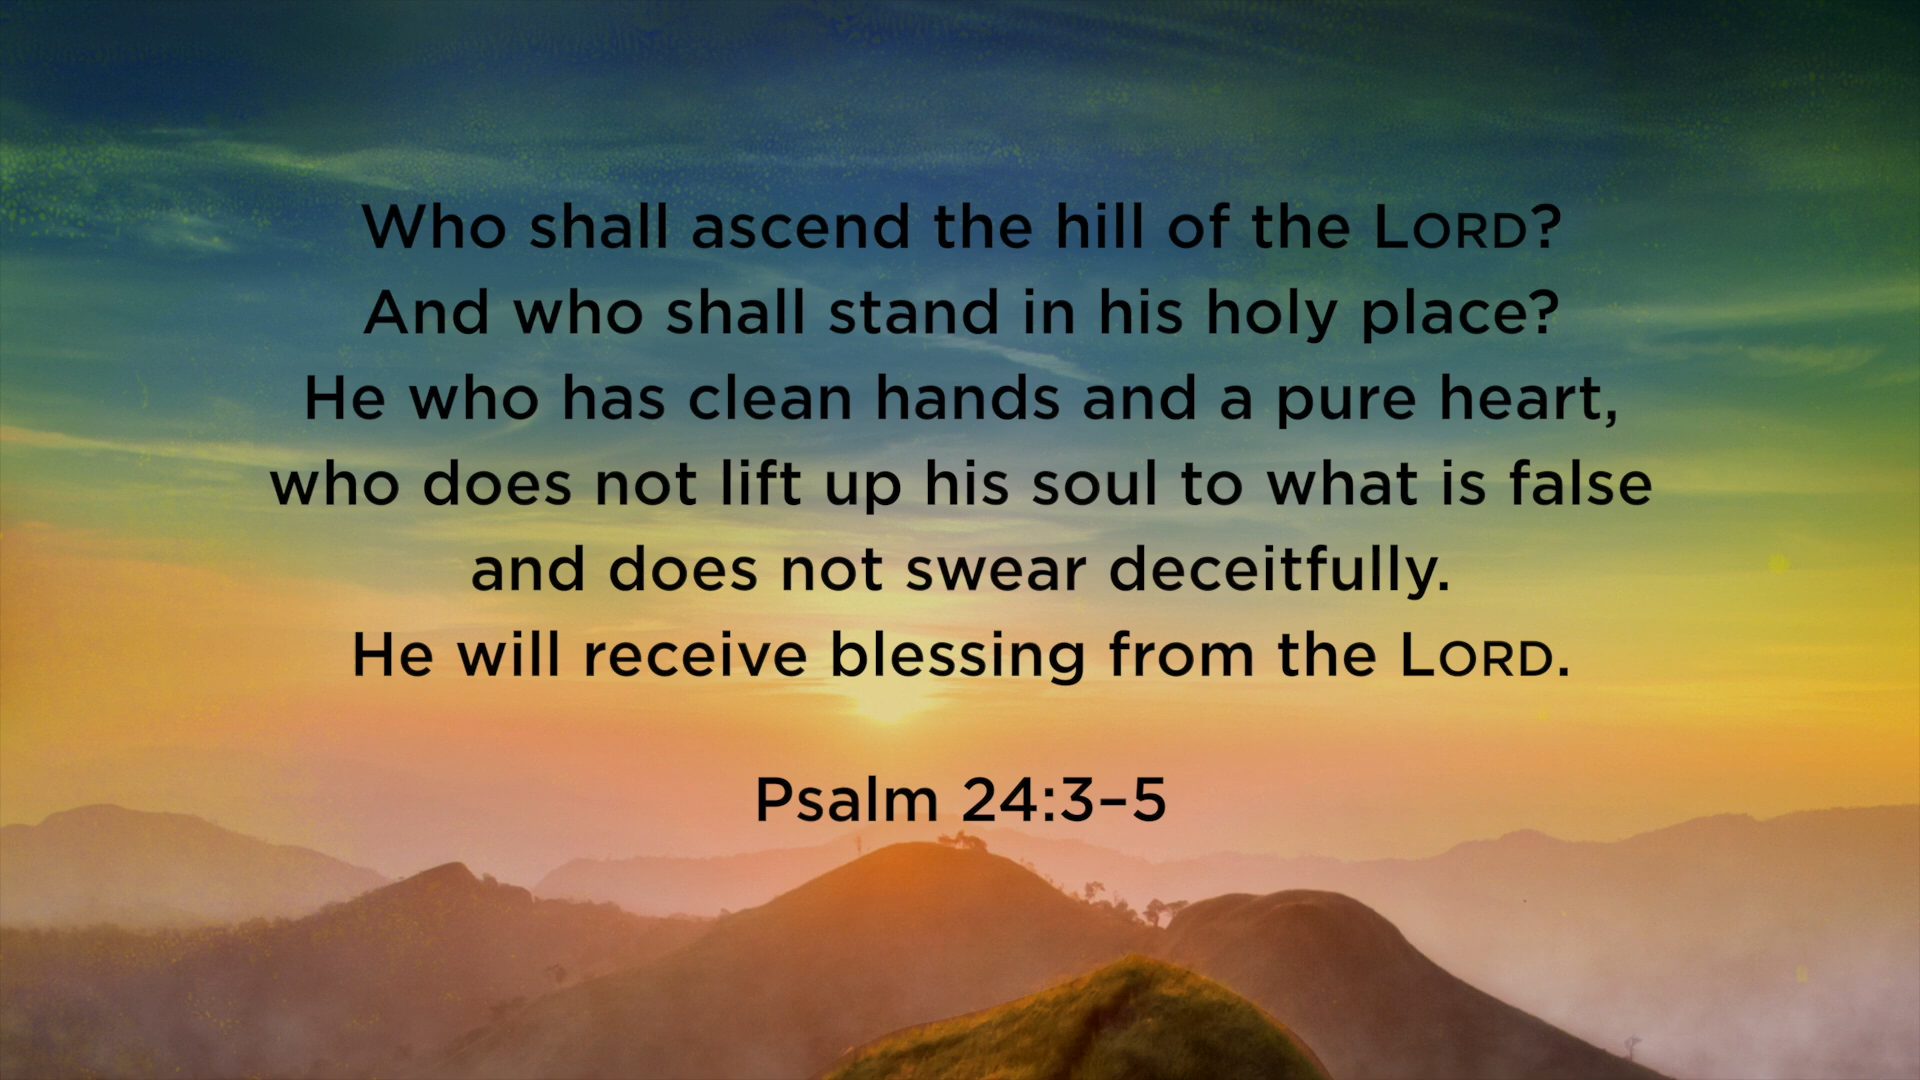 Who shall ascend the hill of the LORD?
And who shall stand in his holy place?
He who has clean hands and a pure heart,
who does not lift up his soul to what is false
and does not swear deceitfully.
He will receive blessing from the LORD.
Psalm 24:3–5